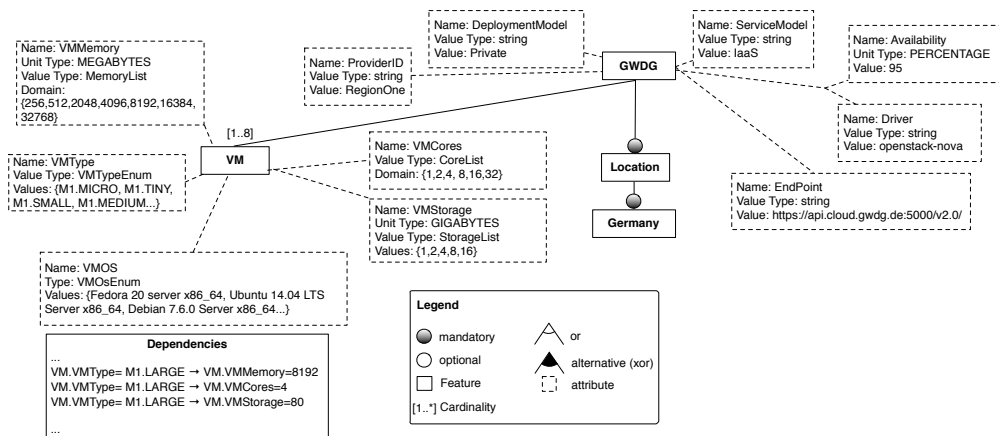 Name: DeploymentModel
Value Type: string
Value: Private
Name: ServiceModel
Value Type: string
Value: IaaS
Name: Availability
Unit Type: PERCENTAGE
Value: 95
Name: VMMemory
Unit Type: MEGABYTES
Value Type: MemoryList
Domain:
{256,512,2048,4096,8192,16384,
32768}
Name: ProviderID
Value Type: string
Value: RegionOne
GWDG
Name: Driver
Value Type: string
Value: openstack-nova
[1..8]
VM
Name: VMCores
Value Type: CoreList
Domain: {1,2,4, 8,16,32}
Location
Name: VMType
Value Type: VMTypeEnum
Values: {M1.MICRO, M1.TINY,
M1.SMALL, M1.MEDIUM...}
Name: EndPoint
Value Type: string
Value: https://api.cloud.gwdg.de:5000/v2.0/
Name: VMStorage
Unit Type: GIGABYTES
Value Type: StorageList
Values: {1,2,4,8,16}
Germany
Name: VMOS
Type: VMOsEnum
Values: {Fedora 20 server x86_64, Ubuntu 14.04 LTS
Server x86_64, Debian 7.6.0 Server x86_64...}
Legend
mandatory
or
optional
alternative (xor)
Feature
attribute
[1..*] Cardinality
Dependencies
...
VM.VMType= M1.LARGE → VM.VMMemory=8192
VM.VMType= M1.LARGE → VM.VMCores=4
VM.VMType= M1.LARGE → VM.VMStorage=80
...